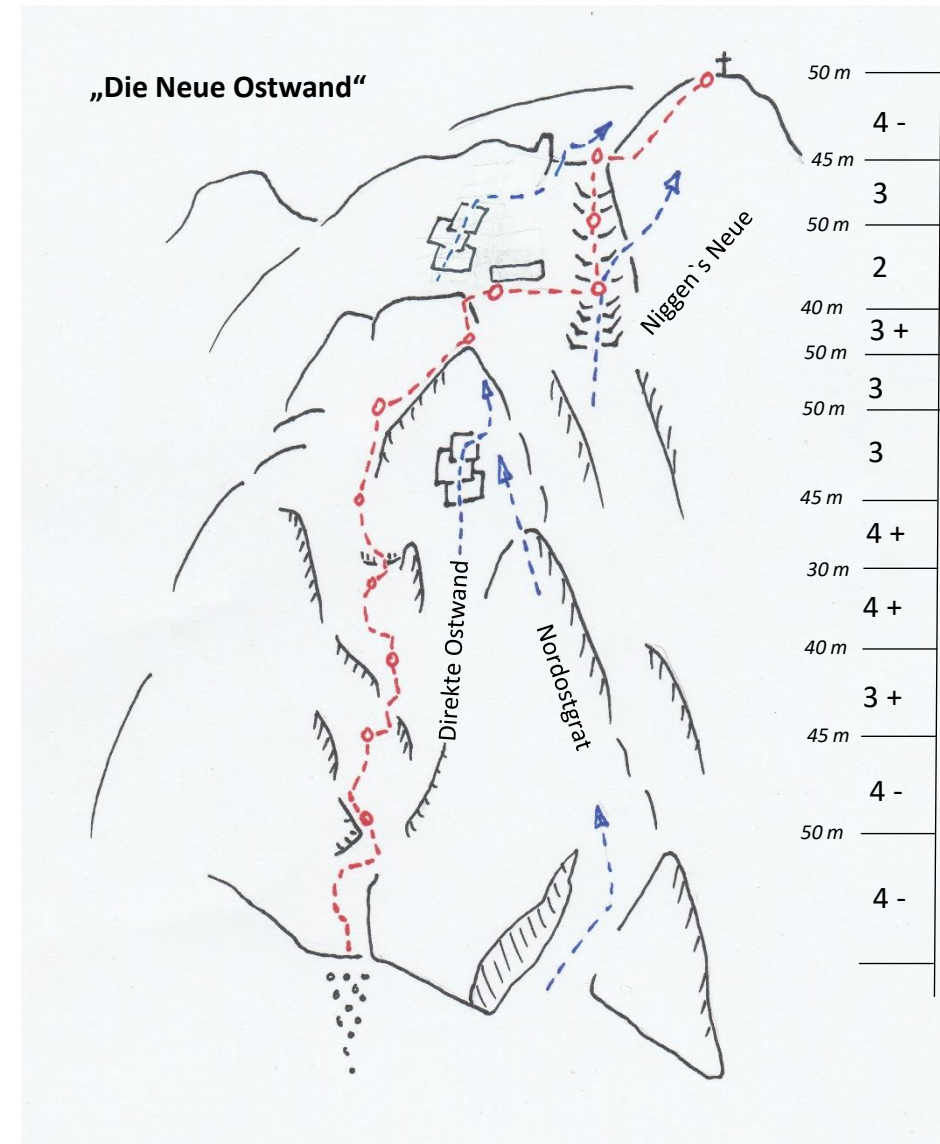 „Die Neue Ostwand“
50 m
4 -
45 m
3
50 m
2
40 m
3 +
50 m
3
50 m
3
45 m
4 +
30 m
4 +
40 m
3 +
45 m
4 -
50 m
4 -
Niggen`s Neue
Direkte Ostwand
Nordostgrat